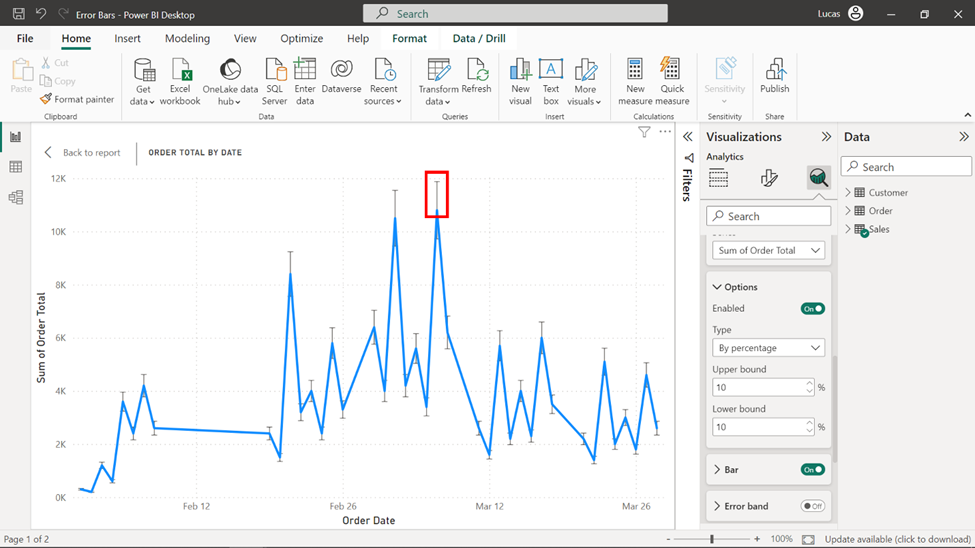 Error Bars - Power BI Desktop
Search
Lucas
File
Home
Insert
Modeling
View
Optimize
Help
Format
Data / Drill
Paste
Cut
Copy
Format painter
Clipboard
Get data
Excel workbook
OneLake data hub
SQL Server
Enter data
Dataverse
Recent sources
Data
Transform data
Refresh
Queries
New visual
Text box
More visuals
Insert
New measure
Quick measure
Calculations
Sensitivity
Sensitivity
Publish
Share
Back to report
ORDER TOTAL BY DATE
12K
10K
8K
6K
4K
2K
0K
Sum of Order Total
Feb 12
Feb 26
Mar 12
Mar 26
Order Date
Filters
Visualizations
Analytics
Search
Sum of Order Total
Options
Enabled
On
Type
By percentage
Upper bound
10 %
Lower bound
10 %
Bar
On
Error band
Off
Data
Search
Customer
Order
Sales
Page 1 of 2
- + 100%
Update available (click to download)